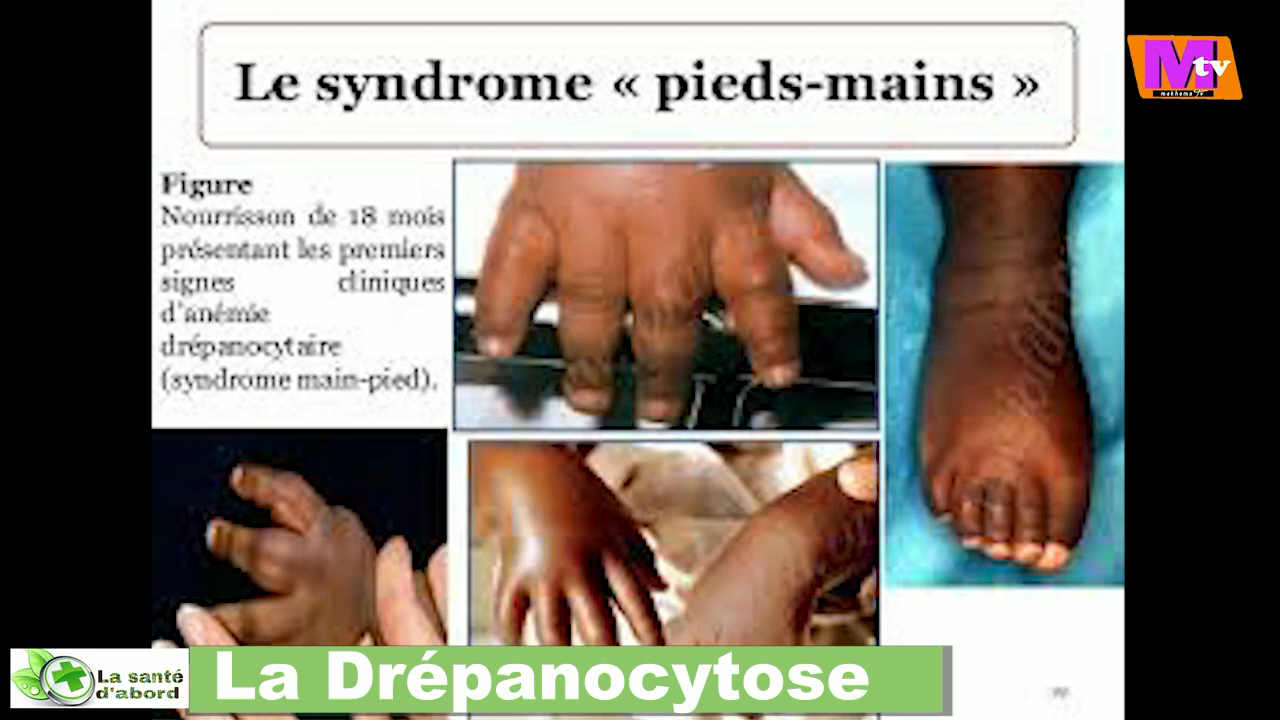 Le syndrome « pieds-mains »
Mtv
Figure
Nourrisson de 18 mois
présentant les premiers
signes cliniques
d'anémie
drépanocytaire
(syndrome main-pied).
La santé
d'abord
La Drépanocytose